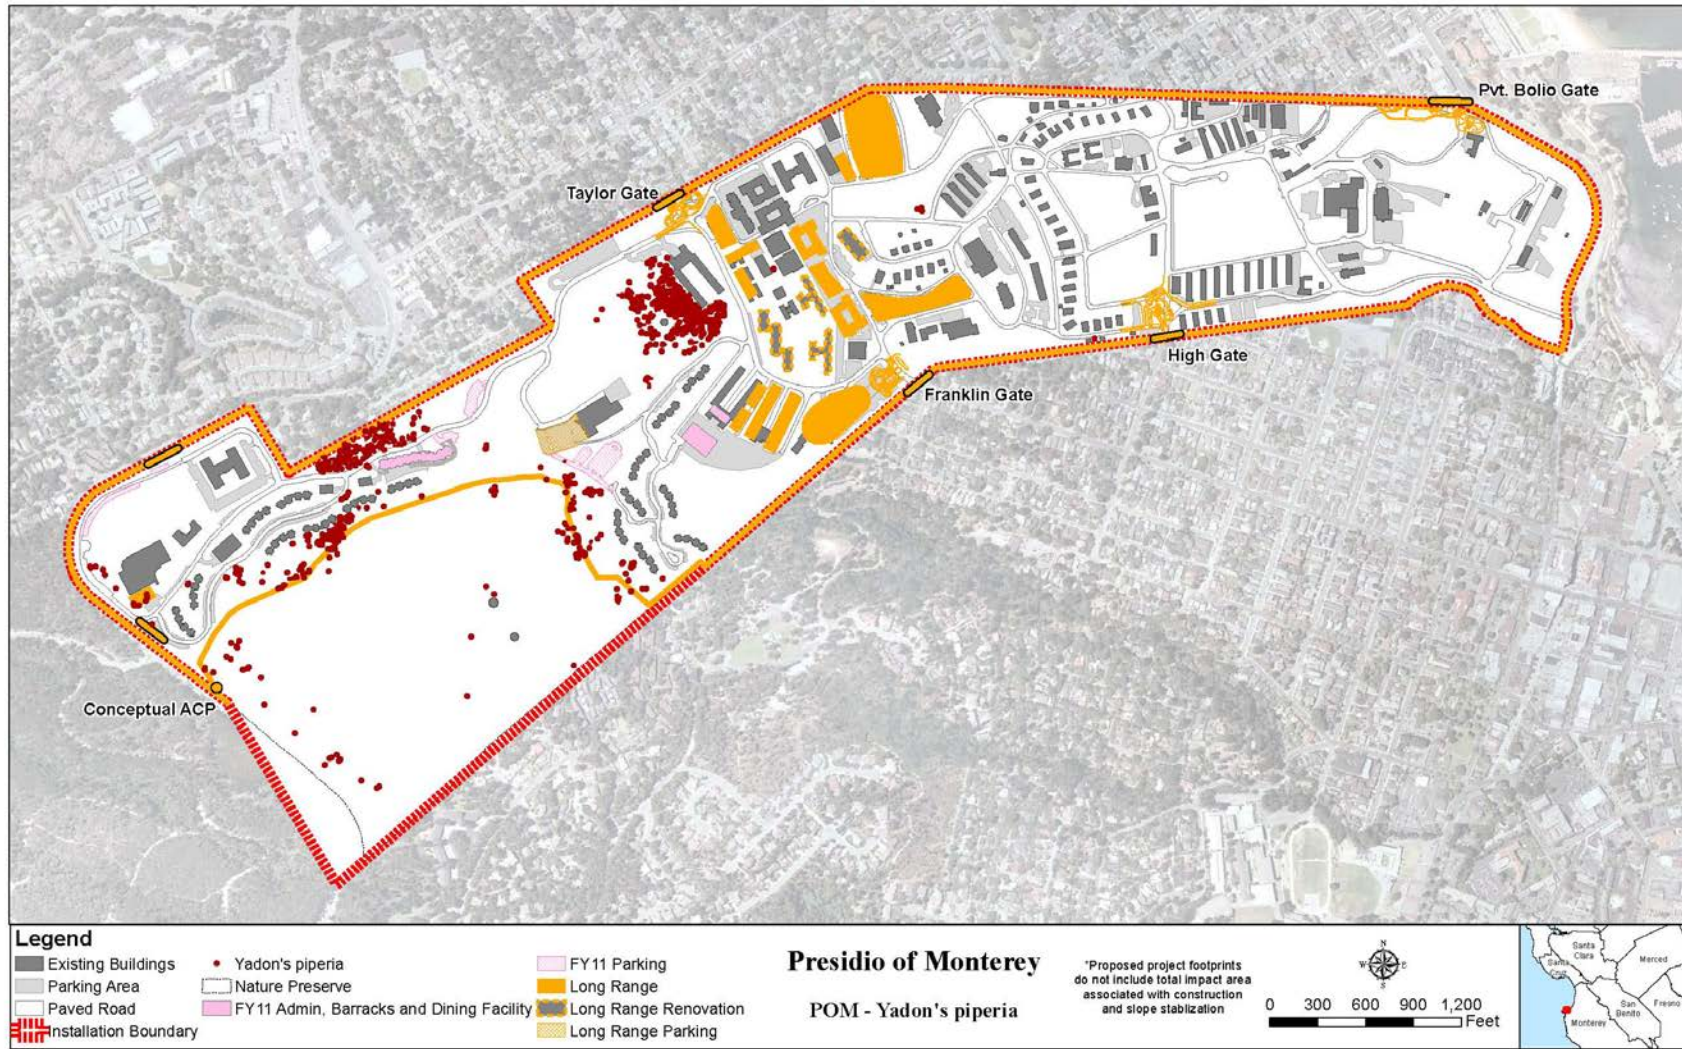 Pvt. Bolio Gate
Taylor Gate
High Gate
Franklin Gate
Conceptual ACP
Legend
Existing Buildings
Parking Area
Paved Road
Installation Boundary
Yadon's piperia
Nature Preserve
FY11 Admin, Barracks and Dining Facility
FY11 Parking
Long Range
Long Range Renovation
Long Range Parking
Presidio of Monterey
POM - Yadon's piperia
*Proposed project footprints
do not include total impact area
associated with construction
and slope stablization
N
W E
S
0 300 600 900 1,200
Feet
Santa
Clara
Santa
Cruz
Merced
San
Benito
Fresno
Monterey